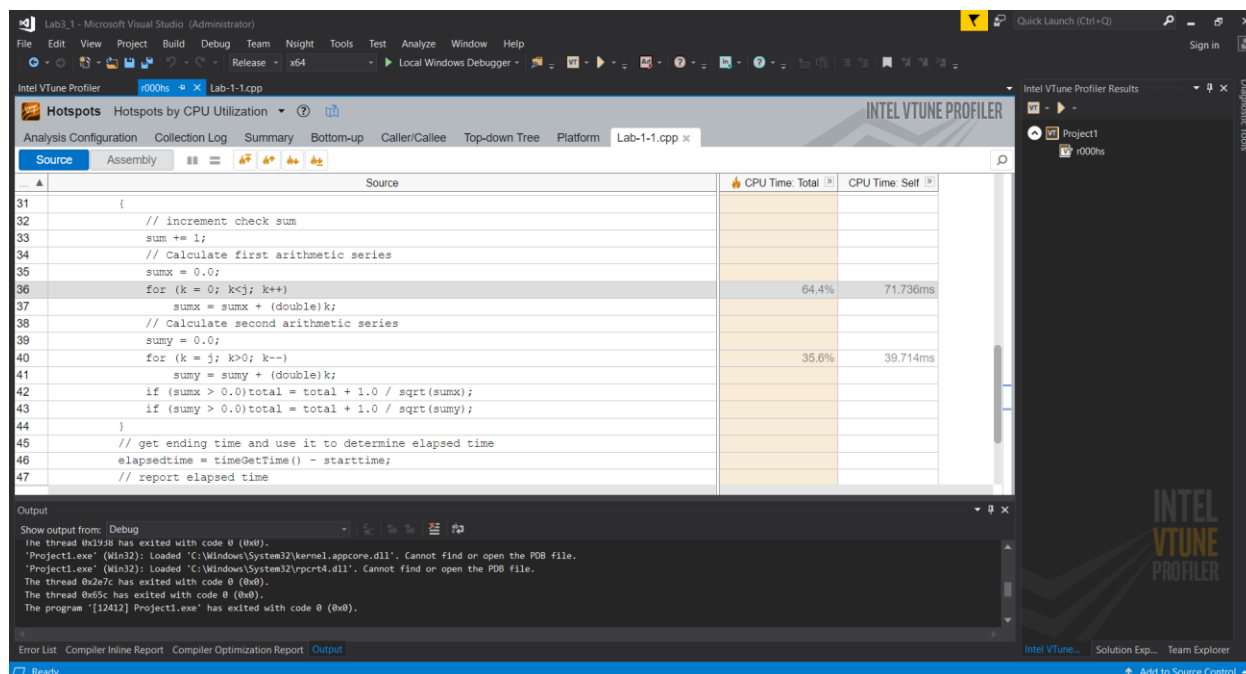 Lab3_1 - Microsoft Visual Studio (Administrator)
Quick Launch (Ctrl+Q)
File Edit View Project Build Debug Team Nsight Tools Test Analyze Window Help
Sign in
Release x64 Local Windows Debugger
Intel VTune Profiler r000hs Lab-1-1.cpp
Intel VTune Profiler Results
Diagnostic Tools
Hotspots Hotspots by CPU Utilization
INTEL VTUNE PROFILER
Analysis Configuration Collection Log Summary Bottom-up Caller/Callee Top-down Tree Platform Lab-1-1.cpp
Project1
r000hs
Source Assembly
... Source CPU Time: Total CPU Time: Self
31 {
32 // increment check sum
33 sum += 1;
34 // Calculate first arithmetic series
35 sumx = 0.0;
36 for (k = 0; k<j; k++) 64.4% 71.736ms
37 sumx = sumx + (double)k;
38 // Calculate second arithmetic series
39 sumy = 0.0;
40 for (k = j; k>0; k--) 35.6% 39.714ms
41 sumy = sumy + (double)k;
42 if (sumx > 0.0)total = total + 1.0 / sqrt(sumx);
43 if (sumy > 0.0)total = total + 1.0 / sqrt(sumy);
44 }
45 // get ending time and use it to determine elapsed time
46 elapsedtime = timeGetTime() - starttime;
47 // report elapsed time
Output
Show output from: Debug
The thread 0x1938 has exited with code 0 (0x0).
'Project1.exe' (Win32): Loaded 'C:\Windows\System32\kernel.appcore.dll'. Cannot find or open the PDB file.
'Project1.exe' (Win32): Loaded 'C:\Windows\System32\rpcrt4.dll'. Cannot find or open the PDB file.
The thread 0x2e7c has exited with code 0 (0x0).
The thread 0x65c has exited with code 0 (0x0).
The program '[12412] Project1.exe' has exited with code 0 (0x0).
INTEL
VTUNE
PROFILER
Error List Compiler Inline Report Compiler Optimization Report Output
Intel VTune... Solution Exp... Team Explorer
Ready
Add to Source Control